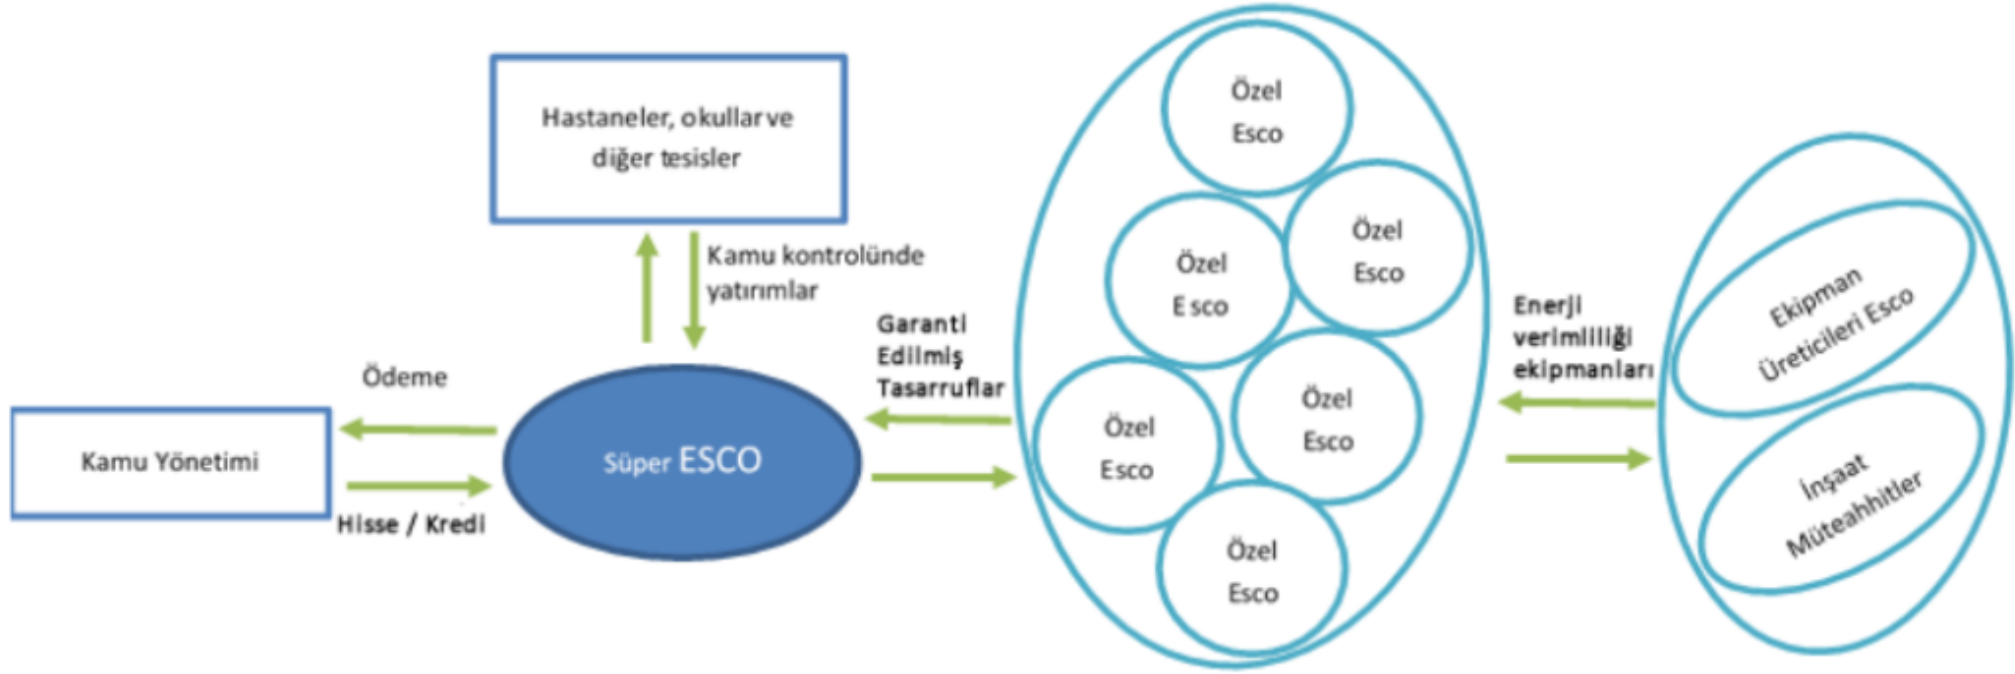 Hastaneler, okullar ve
diğer tesisler
Kamu kontrolünde
yatırımlar
Ödeme
Kamu Yönetimi
Hisse / Kredi
Süper ESCO
Garanti
Edilmiş
Tasarruflar
Özel
Esco
Özel
Esco
Özel
Esco
Özel
Esco
Özel
Esco
Özel
Esco
Enerji
verimliliği
ekipmanları
Ekipman
Üreticileri Esco
İnşaat
Müteahhitler